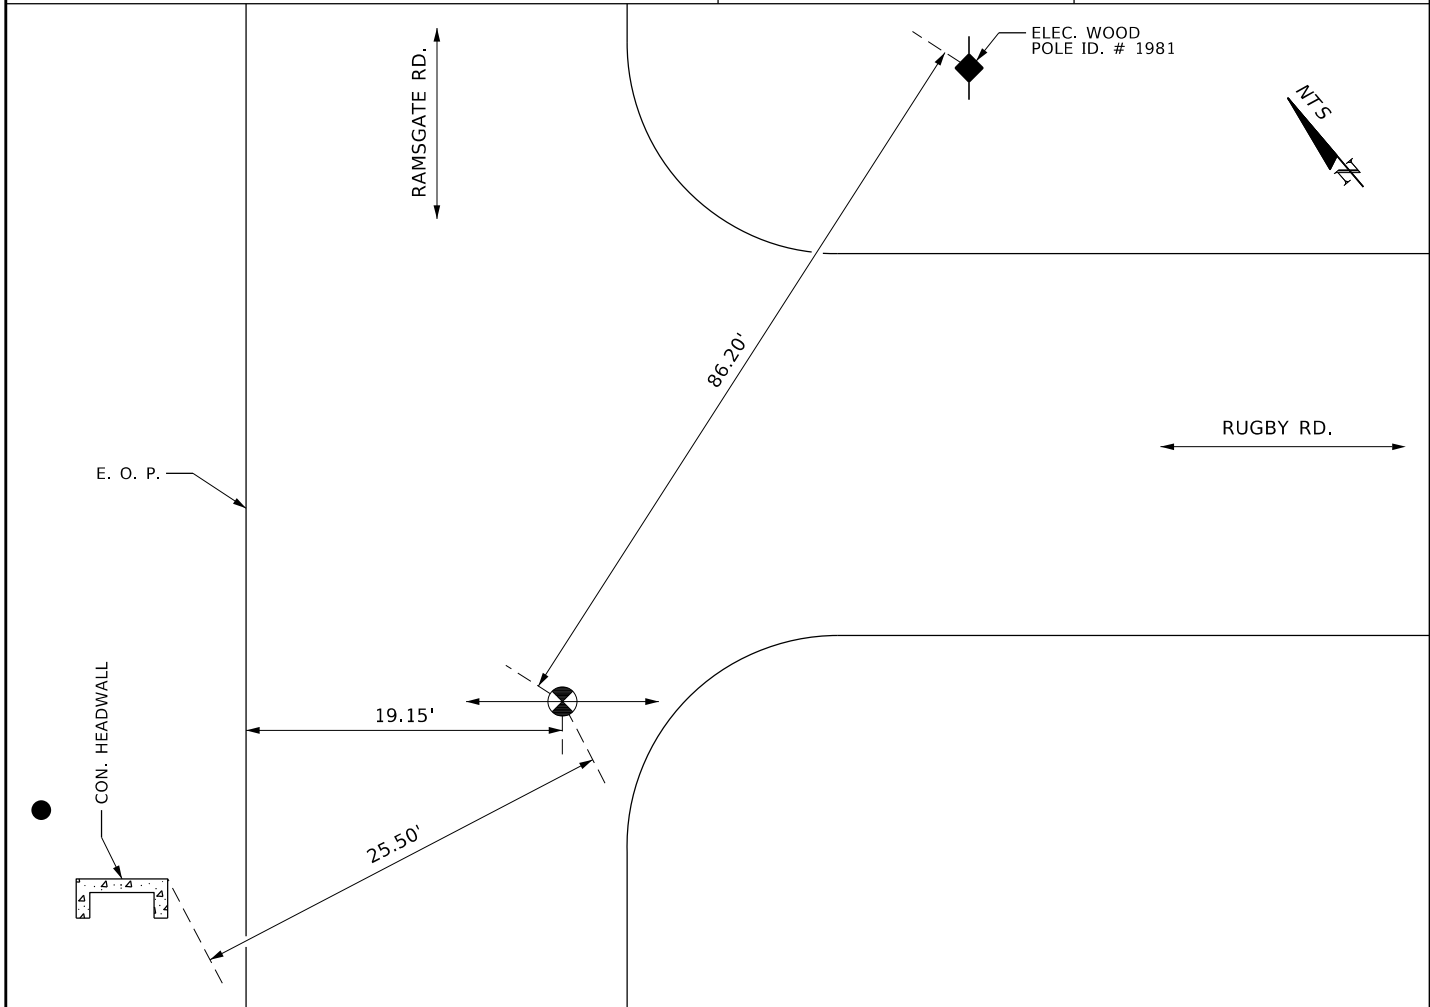 ELEC. WOOD
POLE ID. # 1981
RAMSGATE RD.
NTS
N
86.20'
RUGBY RD.
E. O. P.
CON. HEADWALL
19.15'
25.50'